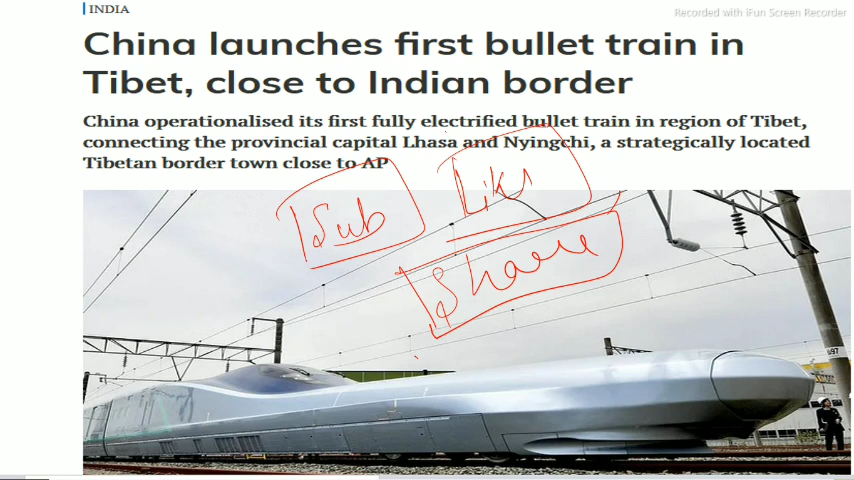 INDIA
Recorded with iFun Screen Recorder
China launches first bullet train in
Tibet, close to Indian border
China operationalised its first fully electrified bullet train in region of Tibet,
connecting the provincial capital Lhasa and Nyingchi, a strategically located
Tibetan border town close to AP
Sub
Like
Share
697